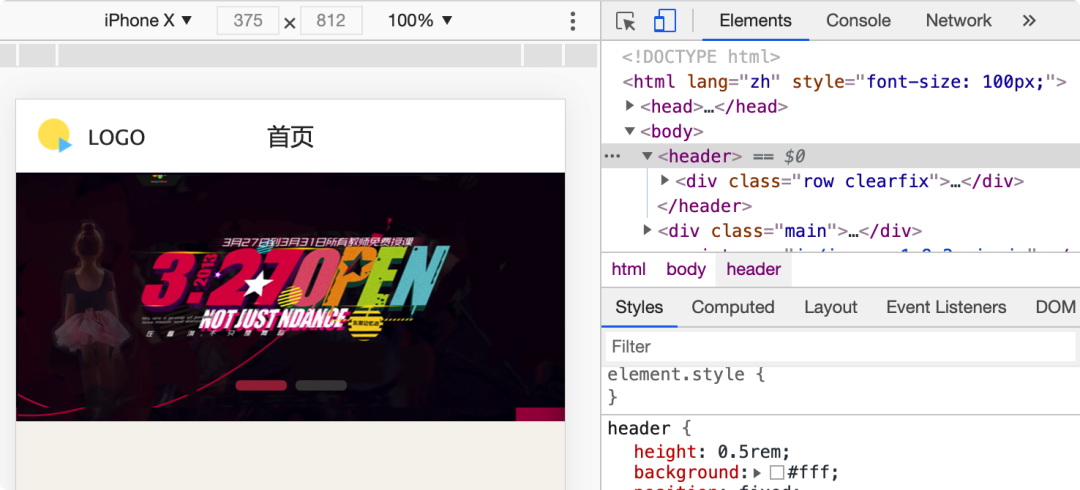 iPhone X ▼ 375 × 812 100% ▼
LOGO 首页
3月27日到3月31日所有教师免费授课
2013
3.27OPEN
NOT JUST NDANCE
Elements Console Network »
<!DOCTYPE html>
<html lang="zh" style="font-size: 100px;">
▶ <head>…</head>
▼ <body>
… ▼ <header> == $0
▶ <div class="row clearfix">…</div>
</header>
▶ <div class="main">…</div>
html body header
Styles Computed Layout Event Listeners DOM
Filter
element.style {
}
header {
height: 0.5rem;
background: ▶ #fff;
position: fixed;